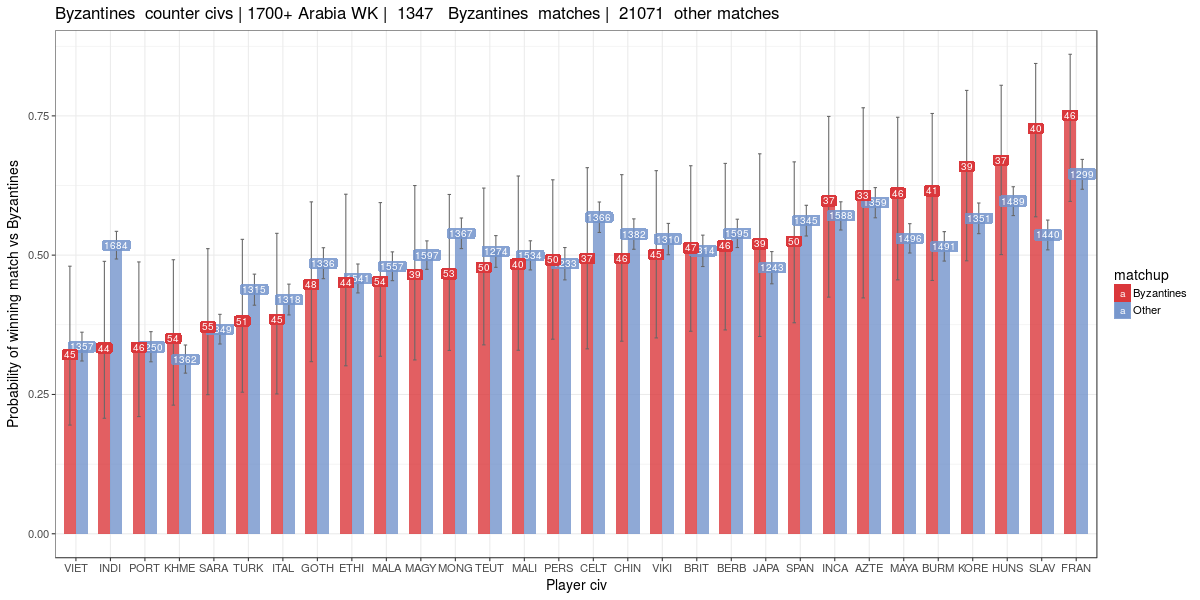 Byzantines counter civs | 1700+ Arabia WK | 1347 Byzantines matches | 21071 other matches
Probability of winning match vs Byzantines
0.75
0.50
0.25
0.00
45 44 46 54 55 51 45 48 44 54 39 53 50 40 50 37 46 45 47 46 39 50 37 33 46 41 39 37 40 46
1357 1684 1362 1315 1318 1336 1557 1597 1367 1274 1534 1366 1382 1310 1595 1243 1345 1588 1496 1491 1351 1489 1440 1299
VIET INDI PORT KHME SARA TURK ITAL GOTH ETHI MALA MAGY MONG TEUT MALI PERS CELT CHIN VIKI BRIT BERB JAPA SPAN INCA AZTE MAYA BURM KORE HUNS SLAV FRAN
Player civ
matchup
a Byzantines
a Other